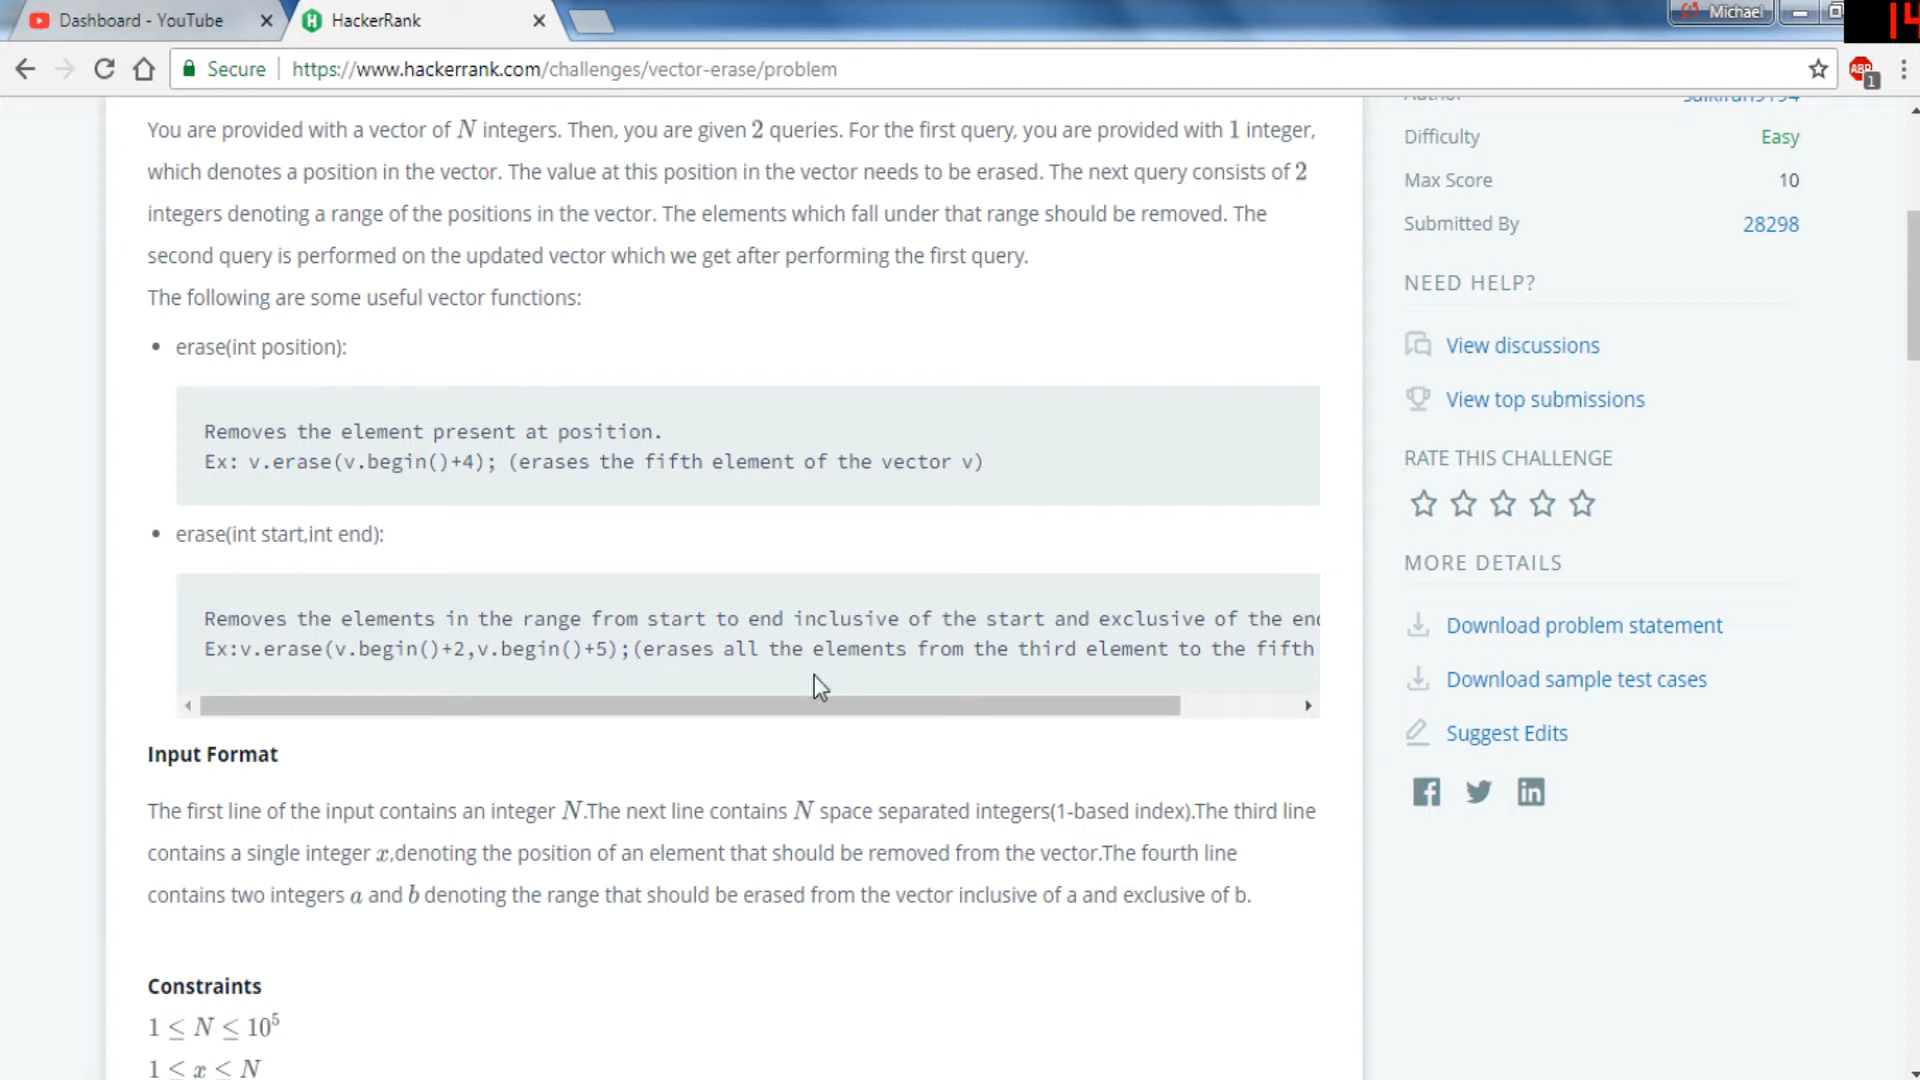 Dashboard - YouTube
HackerRank
Michael
14
Secure
https://www.hackerrank.com/challenges/vector-erase/problem
ABP
1
You are provided with a vector of N integers. Then, you are given 2 queries. For the first query, you are provided with 1 integer,
which denotes a position in the vector. The value at this position in the vector needs to be erased. The next query consists of 2
integers denoting a range of the positions in the vector. The elements which fall under that range should be removed. The
second query is performed on the updated vector which we get after performing the first query.
The following are some useful vector functions:
• erase(int position):
Removes the element present at position.
Ex: v.erase(v.begin()+4); (erases the fifth element of the vector v)
• erase(int start,int end):
Removes the elements in the range from start to end inclusive of the start and exclusive of the end
Ex:v.erase(v.begin()+2,v.begin()+5);(erases all the elements from the third element to the fifth
Input Format
The first line of the input contains an integer N.The next line contains N space separated integers(1-based index).The third line
contains a single integer x,denoting the position of an element that should be removed from the vector.The fourth line
contains two integers a and b denoting the range that should be erased from the vector inclusive of a and exclusive of b.
Constraints
1 ≤ N ≤ 10⁵
1 ≤ x ≤ N
Difficulty
Easy
Max Score
10
Submitted By
28298
NEED HELP?
View discussions
View top submissions
RATE THIS CHALLENGE
MORE DETAILS
Download problem statement
Download sample test cases
Suggest Edits